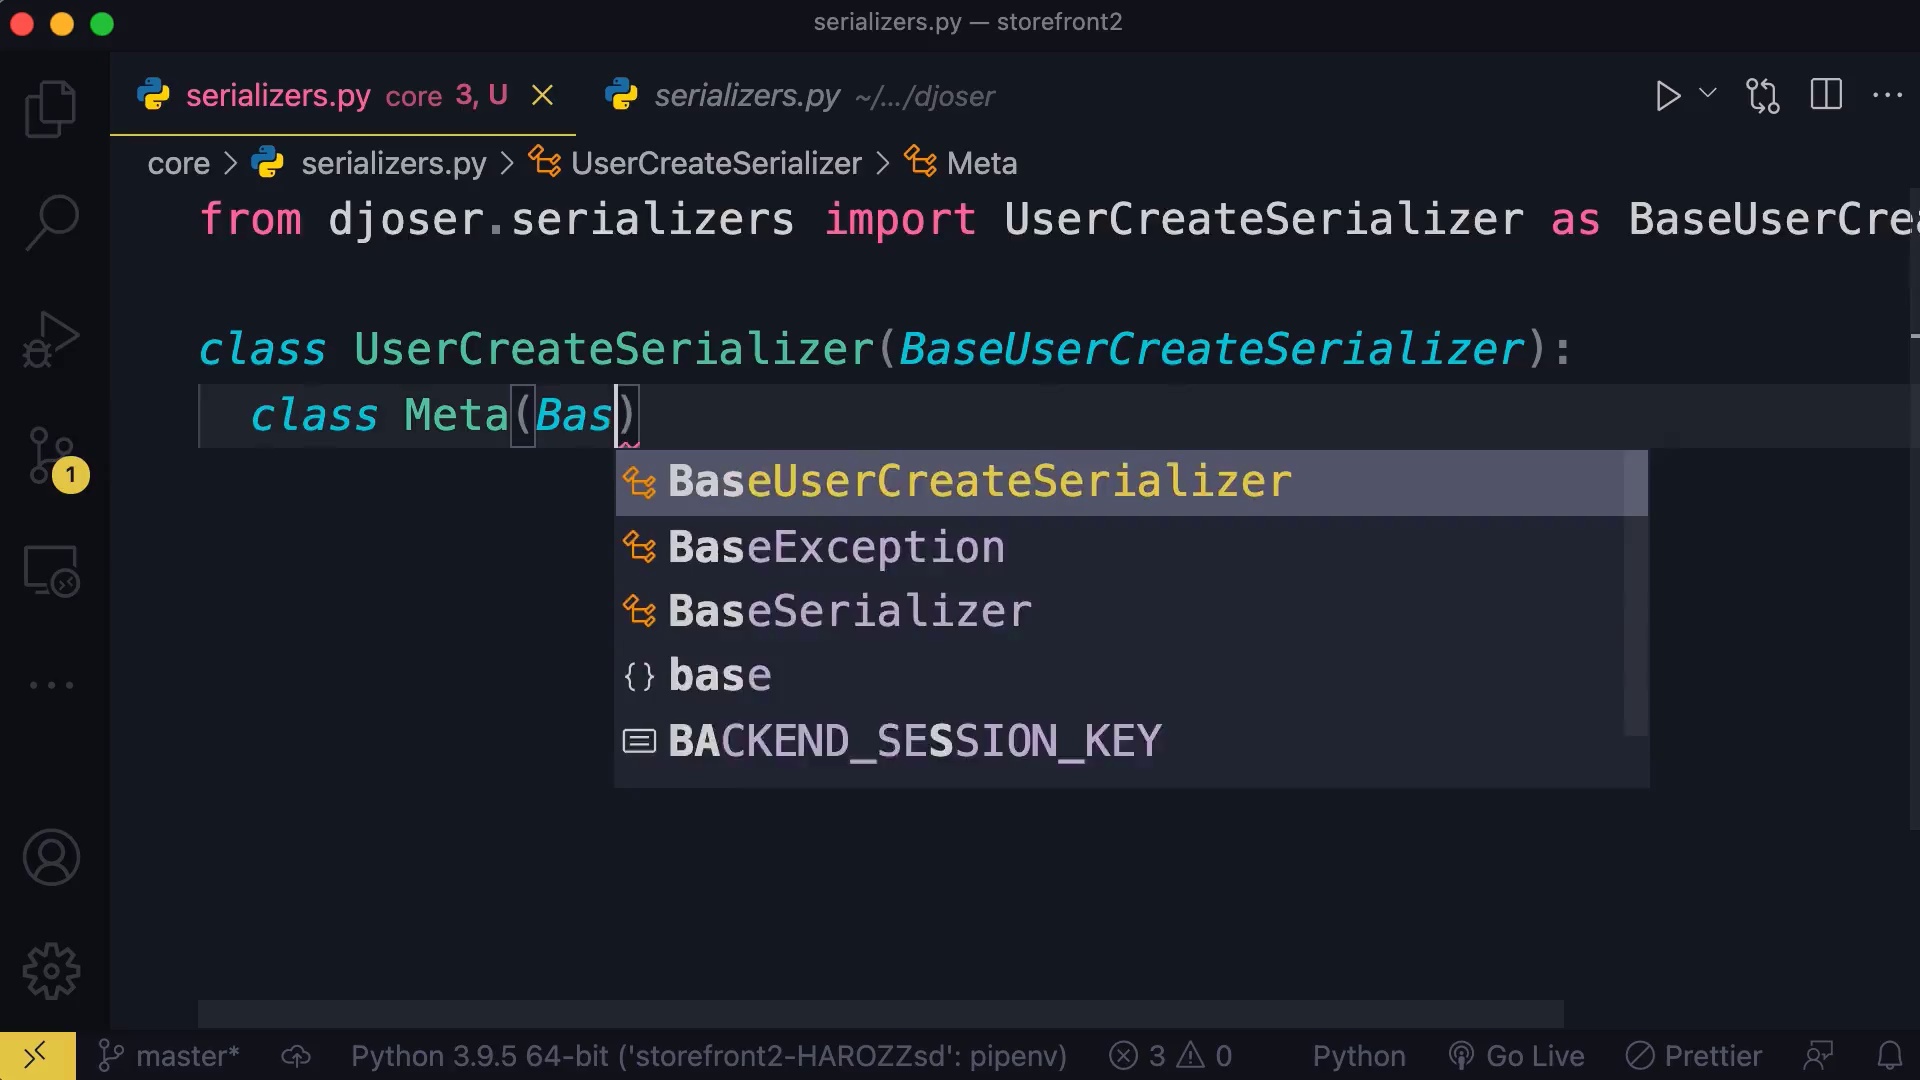 serializers.py — storefront2
serializers.py core 3, U
serializers.py ~/.../djoser
core > serializers.py > UserCreateSerializer > Meta
from djoser.serializers import UserCreateSerializer as BaseUserCrea
class UserCreateSerializer(BaseUserCreateSerializer):
class Meta(Bas)
BaseUserCreateSerializer
BaseException
BaseSerializer
{} base
BACKEND_SESSION_KEY
1
master* Python 3.9.5 64-bit ('storefront2-HAROZZsd': pipenv) 3 0 Python Go Live Prettier